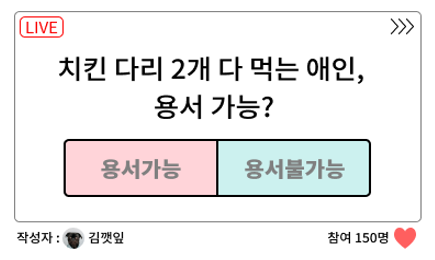 LIVE
치킨 다리 2개 다 먹는 애인,
용서 가능?
용서가능 용서불가능
작성자 : 김깻잎 참여 150명